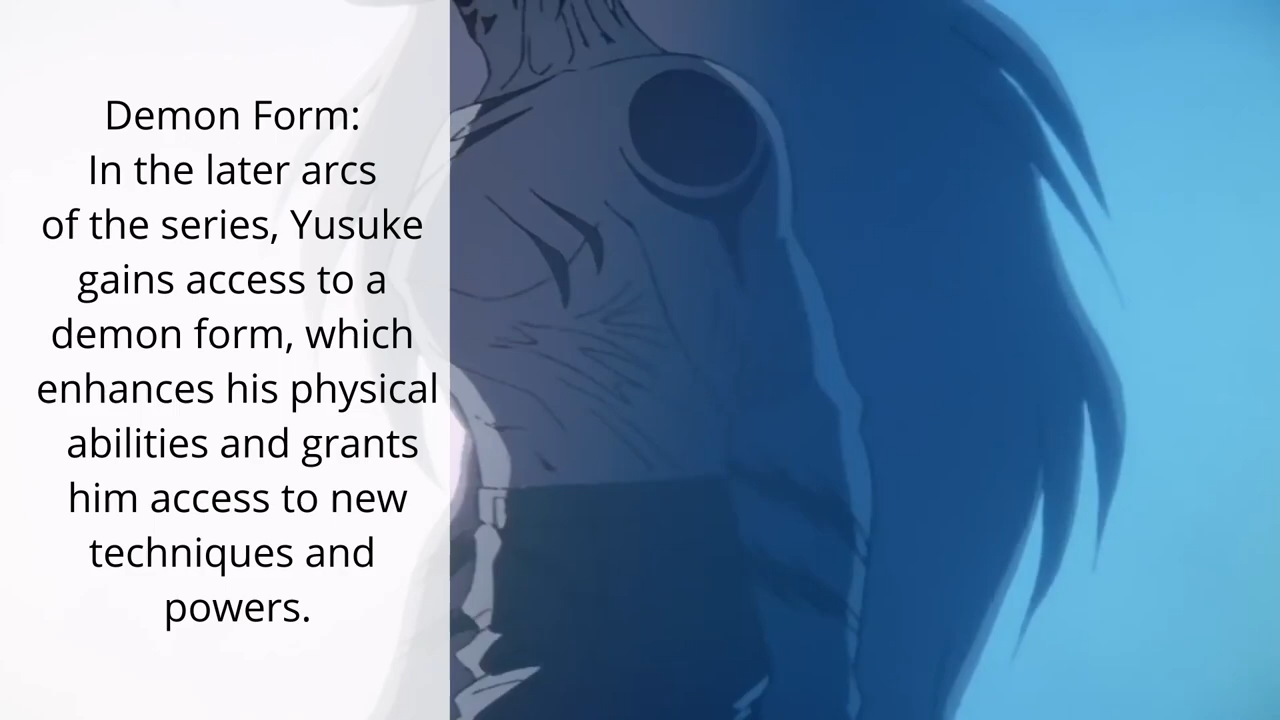 Demon Form:
In the later arcs
of the series, Yusuke
gains access to a
demon form, which
enhances his physical
abilities and grants
him access to new
techniques and
powers.